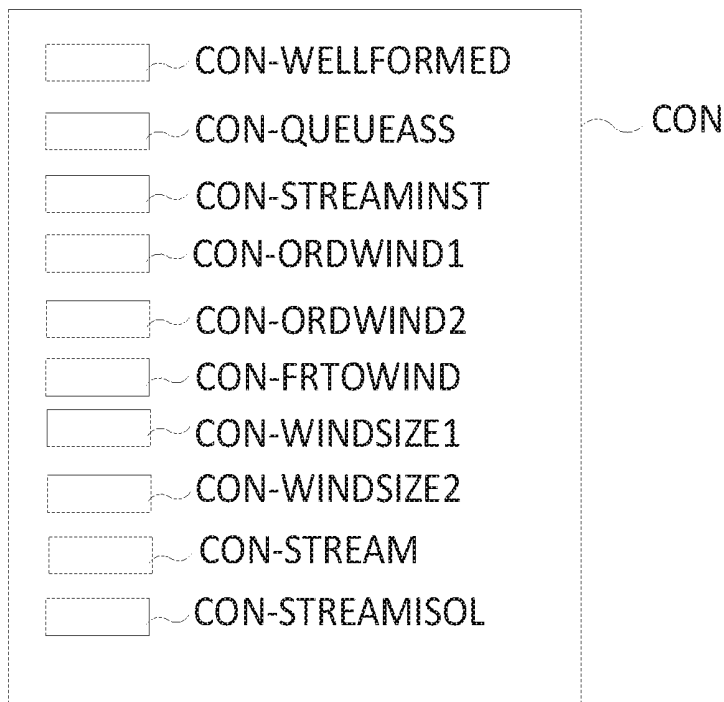 CON-WELLFORMED
CON
CON-QUEUEASS
CON-STREAMINST
CON-ORDWIND1
CON-ORDWIND2
CON-FRTOWIND
CON-WINDSIZE1
CON-WINDSIZE2
CON-STREAM
CON-STREAMISOL